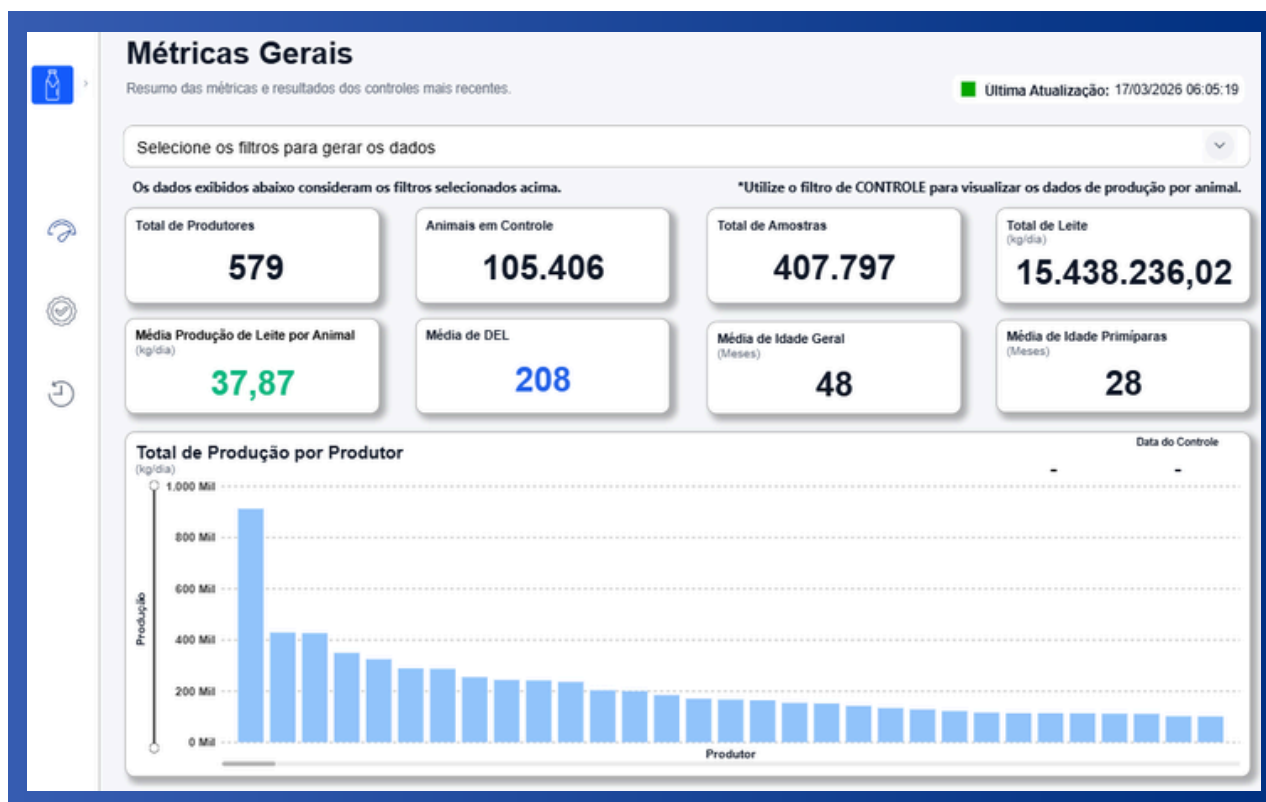 Métricas Gerais
Resumo das métricas e resultados dos controles mais recentes.
Última Atualização: 17/03/2026 06:05:19
Selecione os filtros para gerar os dados
Os dados exibidos abaixo consideram os filtros selecionados acima.
*Utilize o filtro de CONTROLE para visualizar os dados de produção por animal.
Total de Produtores
579
Animais em Controle
105.406
Total de Amostras
407.797
Total de Leite
(kg/dia)
15.438.236,02
Média Produção de Leite por Animal
(kg/dia)
37,87
Média de DEL
208
Média de Idade Geral
(Meses)
48
Média de Idade Primíparas
(Meses)
28
Total de Produção por Produtor
(kg/dia)
Data do Controle
- -
1.000 Mil
800 Mil
600 Mil
400 Mil
200 Mil
0 Mil
Produção
Produtor